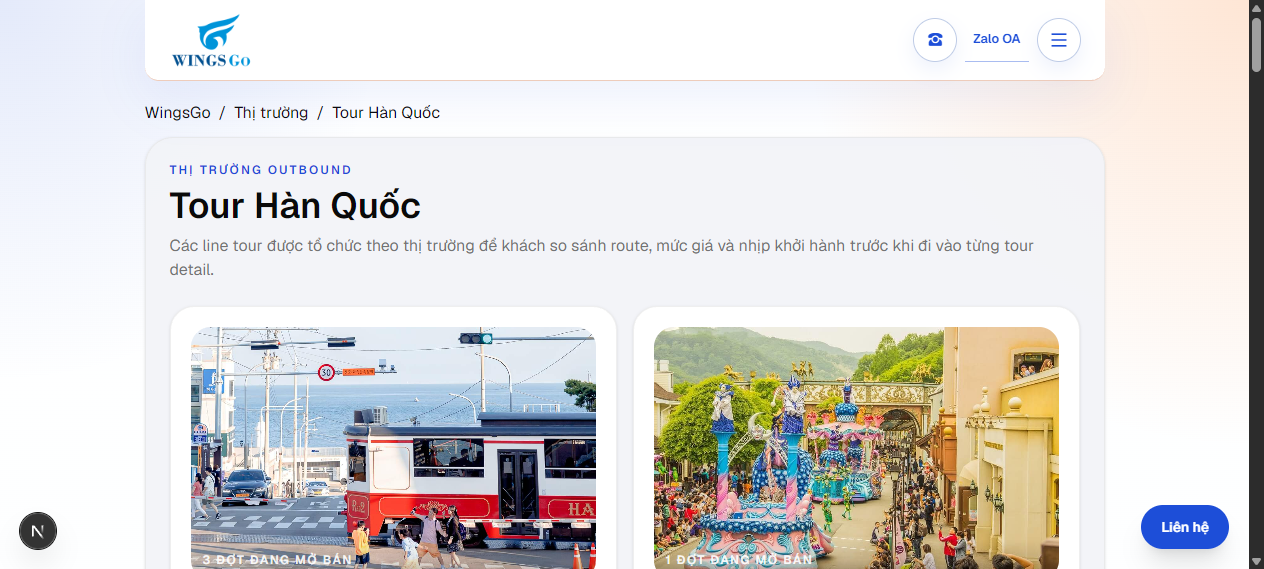 WINGS Go
Zalo OA
WingsGo / Thị trường / Tour Hàn Quốc
THỊ TRƯỜNG OUTBOUND
Tour Hàn Quốc
Các line tour được tổ chức theo thị trường để khách so sánh route, mức giá và nhịp khởi hành trước khi đi vào từng tour
detail.
30
HA
3 ĐỢT ĐANG MỞ BÁN
1 ĐỢT ĐANG MỞ BÁN
N
Liên hệ